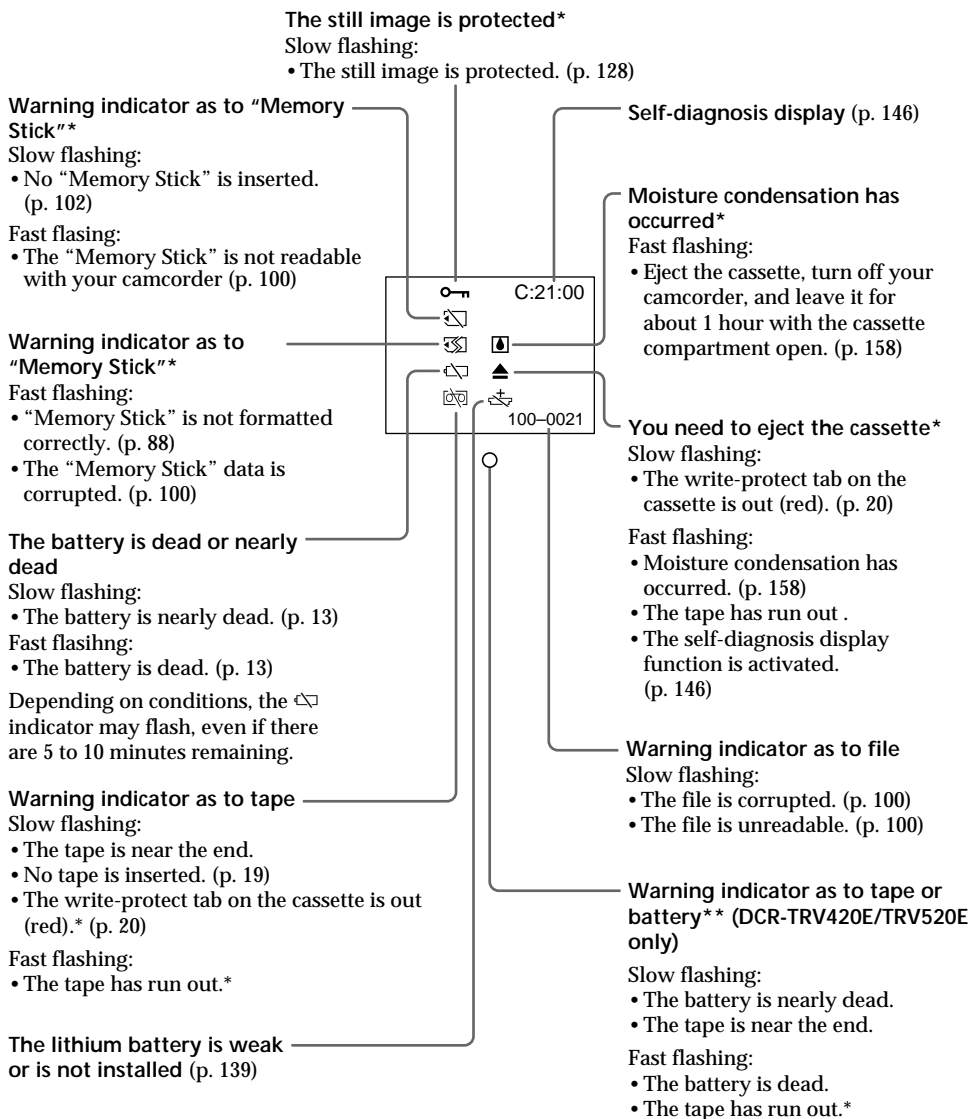 The still image is protected*
Slow flashing:
• The still image is protected. (p. 128)
Warning indicator as to “Memory
Stick”*
Slow flashing:
• No “Memory Stick” is inserted.
(p. 102)
Fast flasing:
• The “Memory Stick” is not readable
with your camcorder (p. 100)
Warning indicator as to
“Memory Stick”*
Fast flashing:
• “Memory Stick” is not formatted
correctly. (p. 88)
• The “Memory Stick” data is
corrupted. (p. 100)
The battery is dead or nearly
dead
Slow flashing:
• The battery is nearly dead. (p. 13)
Fast flasihng:
• The battery is dead. (p. 13)
Depending on conditions, the
indicator may flash, even if there
are 5 to 10 minutes remaining.
Warning indicator as to tape
Slow flashing:
• The tape is near the end.
• No tape is inserted. (p. 19)
• The write-protect tab on the cassette is out
(red).* (p. 20)
Fast flashing:
• The tape has run out.*
The lithium battery is weak
or is not installed (p. 139)
C:21:00
100–0021
Self-diagnosis display (p. 146)
Moisture condensation has
occurred*
Fast flashing:
• Eject the cassette, turn off your
camcorder, and leave it for
about 1 hour with the cassette
compartment open. (p. 158)
You need to eject the cassette*
Slow flashing:
• The write-protect tab on the
cassette is out (red). (p. 20)
Fast flashing:
• Moisture condensation has
occurred. (p. 158)
• The tape has run out .
• The self-diagnosis display
function is activated.
(p. 146)
Warning indicator as to file
Slow flashing:
• The file is corrupted. (p. 100)
• The file is unreadable. (p. 100)
Warning indicator as to tape or
battery** (DCR-TRV420E/TRV520E
only)
Slow flashing:
• The battery is nearly dead.
• The tape is near the end.
Fast flashing:
• The battery is dead.
• The tape has run out.*